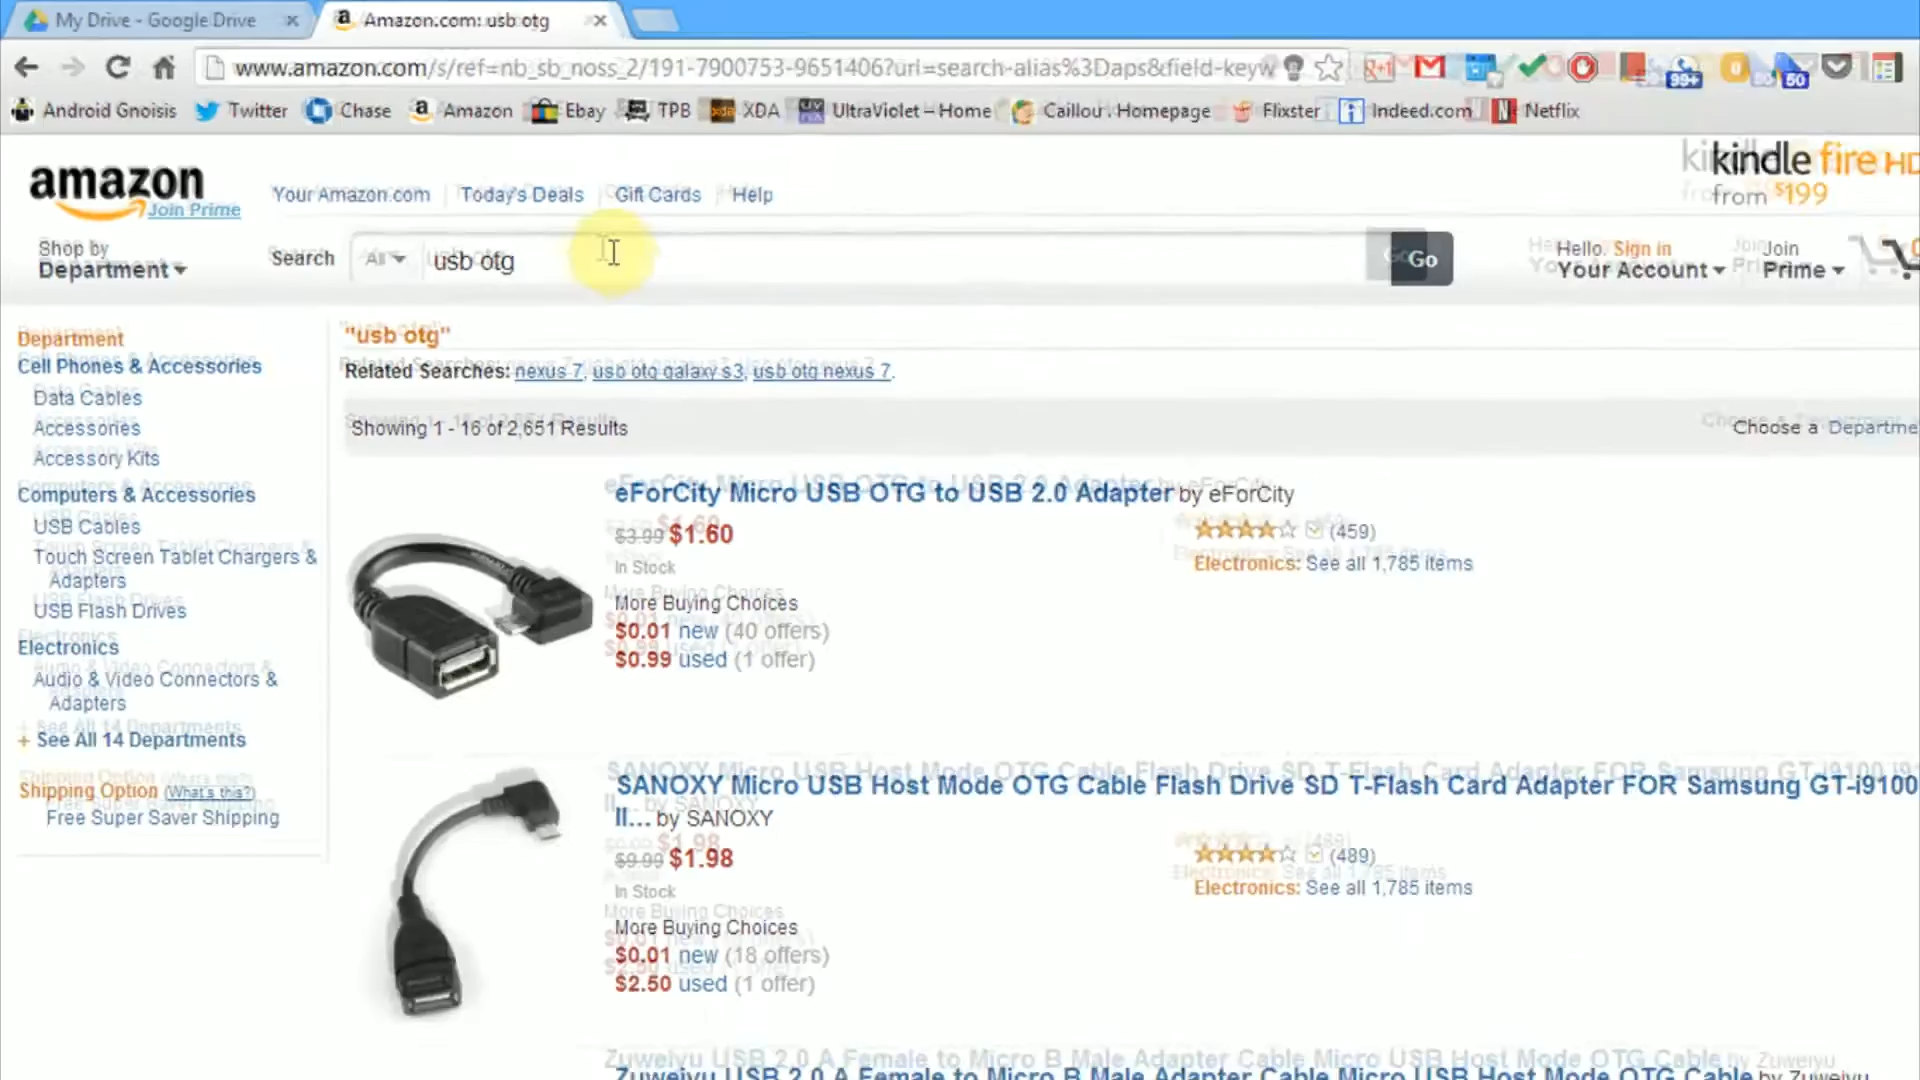 My Drive - Google Drive
Amazon.com: usb otg
www.amazon.com/s/ref=nb_sb_noss_2/191-7900753-9651406?url=search-alias%3Daps&field-keyw
Android Gnoisis Twitter Chase Amazon Ebay TPB XDA UltraViolet – Home Caillou . Homepage Flixster Indeed.com Netflix
amazon
Join Prime
Your Amazon.com Today's Deals Gift Cards Help
kindle fire HD
from $199
Shop by
Department
Search All usb otg Go
Hello. Sign in
Your Account
Join
Prime
Department
Cell Phones & Accessories
Data Cables
Accessories
Accessory Kits
Computers & Accessories
USB Cables
Touch Screen Tablet Chargers &
Adapters
USB Flash Drives
Electronics
Audio & Video Connectors &
Adapters
+ See All 14 Departments
Shipping Option (What's this?)
Free Super Saver Shipping
"usb otg"
Related Searches: nexus 7, usb otg galaxy s3, usb otg nexus 7.
Showing 1 - 16 of 2,651 Results
Choose a Departme
eForCity Micro USB OTG to USB 2.0 Adapter by eForCity
$3.99 $1.60
In Stock
More Buying Choices
$0.01 new (40 offers)
$0.99 used (1 offer)
(459)
Electronics: See all 1,785 items
SANOXY Micro USB Host Mode OTG Cable Flash Drive SD T-Flash Card Adapter FOR Samsung GT-i9100
II... by SANOXY
$9.99 $1.98
In Stock
More Buying Choices
$0.01 new (18 offers)
$2.50 used (1 offer)
(489)
Electronics: See all 1,785 items
Zuweiyu USB 2.0 A Female to Micro B Male Adapter Cable Micro USB Host Mode OTG Cable by Zuweiyu